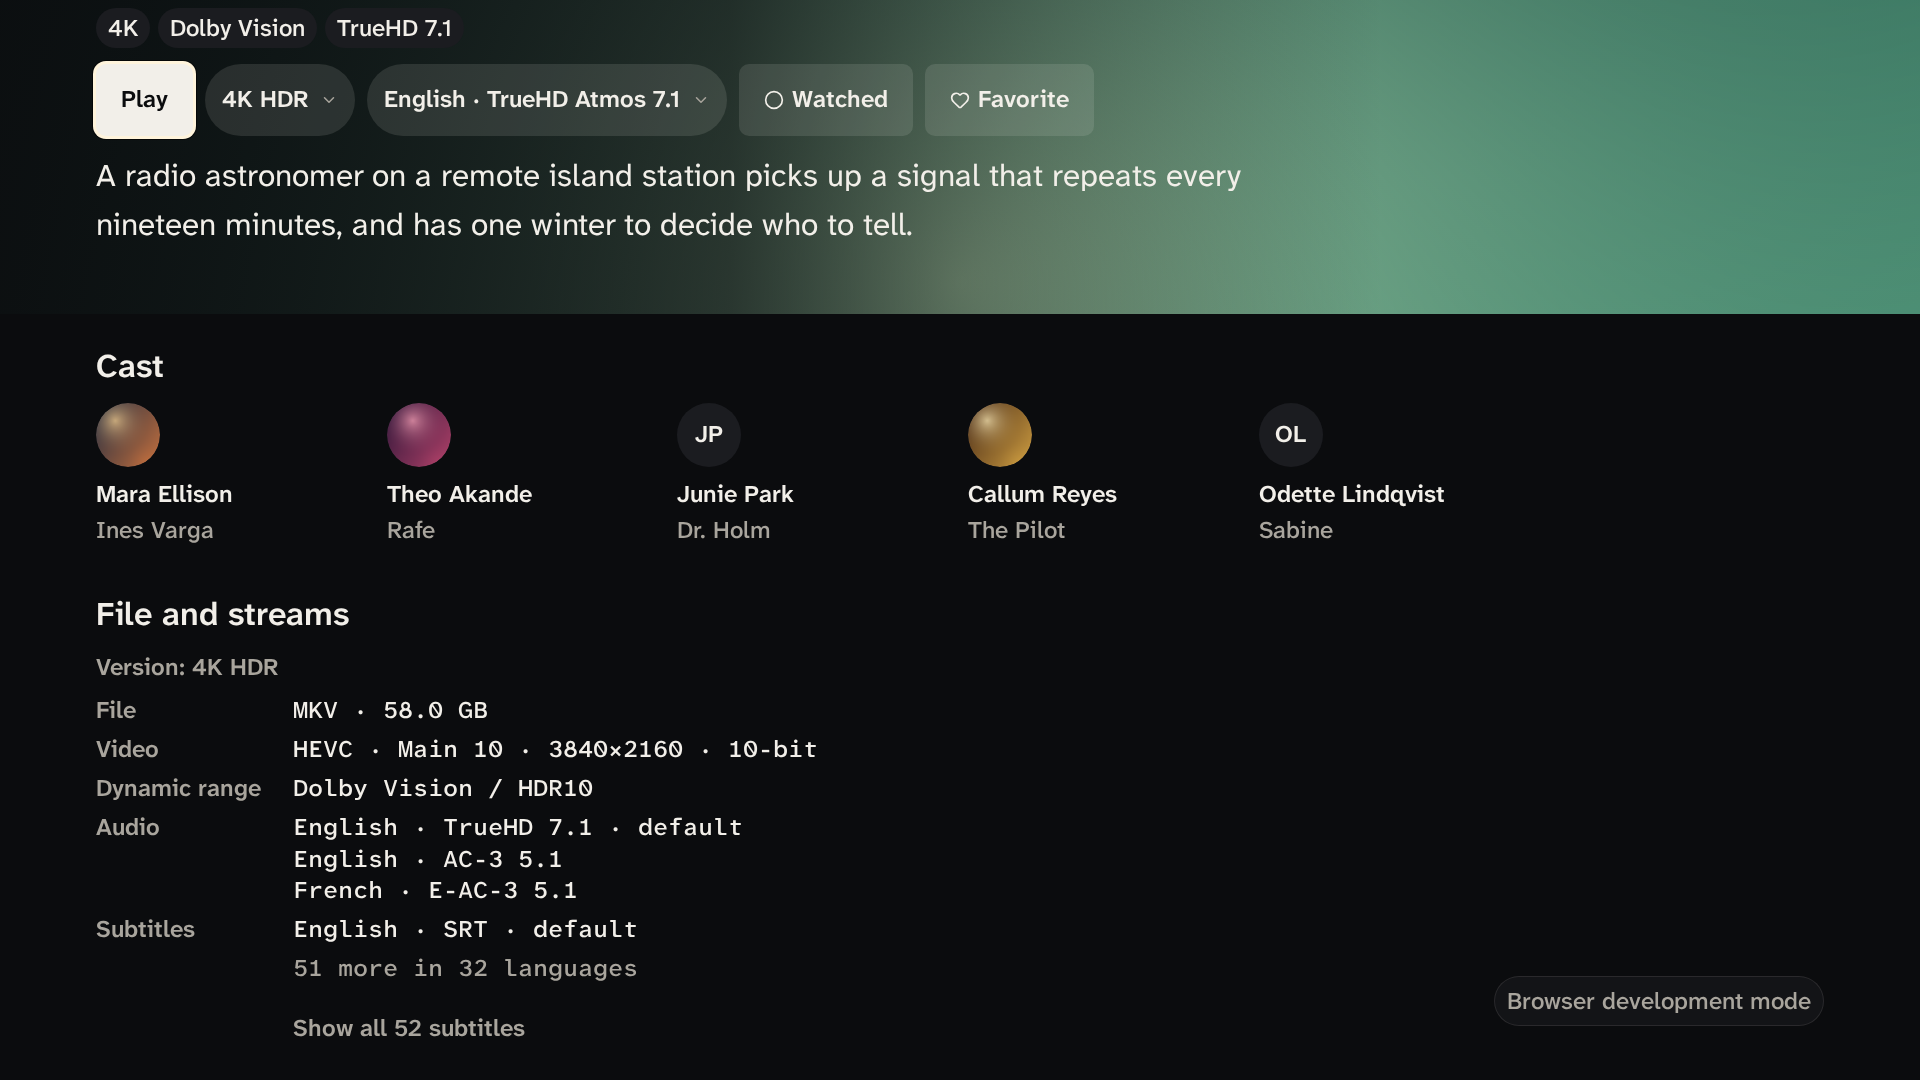 4K Dolby Vision TrueHD 7.1
Play 4K HDR English · TrueHD Atmos 7.1 Watched Favorite
A radio astronomer on a remote island station picks up a signal that repeats every
nineteen minutes, and has one winter to decide who to tell.
Cast
JP OL
Mara Ellison Theo Akande Junie Park Callum Reyes Odette Lindqvist
Ines Varga Rafe Dr. Holm The Pilot Sabine
File and streams
Version: 4K HDR
File MKV · 58.0 GB
Video HEVC · Main 10 · 3840×2160 · 10-bit
Dynamic range Dolby Vision / HDR10
Audio English · TrueHD 7.1 · default
English · AC-3 5.1
French · E-AC-3 5.1
Subtitles English · SRT · default
51 more in 32 languages
Browser development mode
Show all 52 subtitles